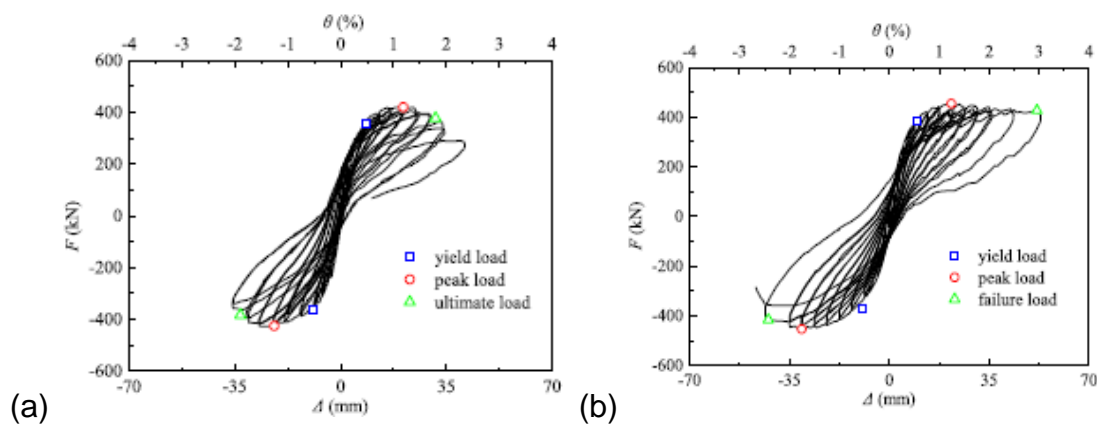 θ (%)
-4 -3 -2 -1 0 1 2 3 4
600
400
200
0
-200
-400
-600
F (kN)
yield load
peak load
ultimate load
-70 -35 0 35 70
Δ (mm)
(a)
θ (%)
-4 -3 -2 -1 0 1 2 3 4
600
400
200
0
-200
-400
-600
F (kN)
yield load
peak load
failure load
-70 -35 0 35 70
Δ (mm)
(b)